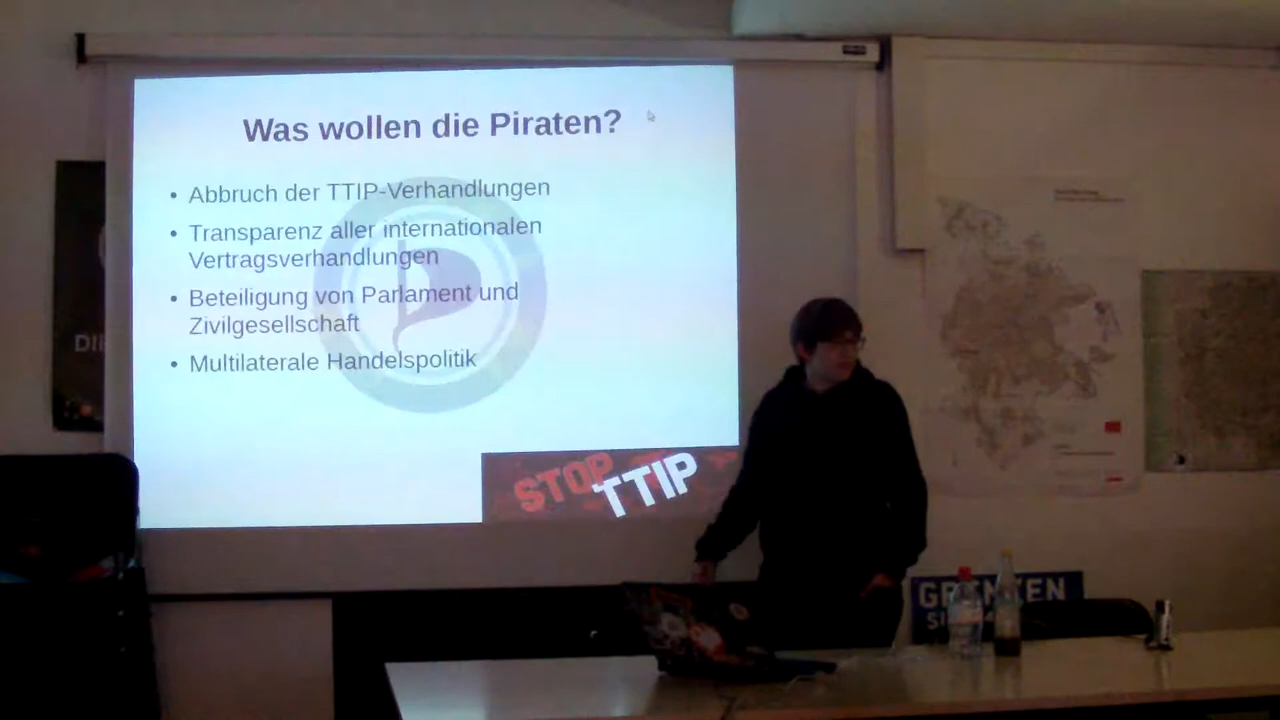 Was wollen die Piraten?
• Abbruch der TTIP-Verhandlungen
• Transparenz aller internationalen
Vertragsverhandlungen
• Beteiligung von Parlament und
Zivilgesellschaft
• Multilaterale Handelspolitik
STOP
TTIP